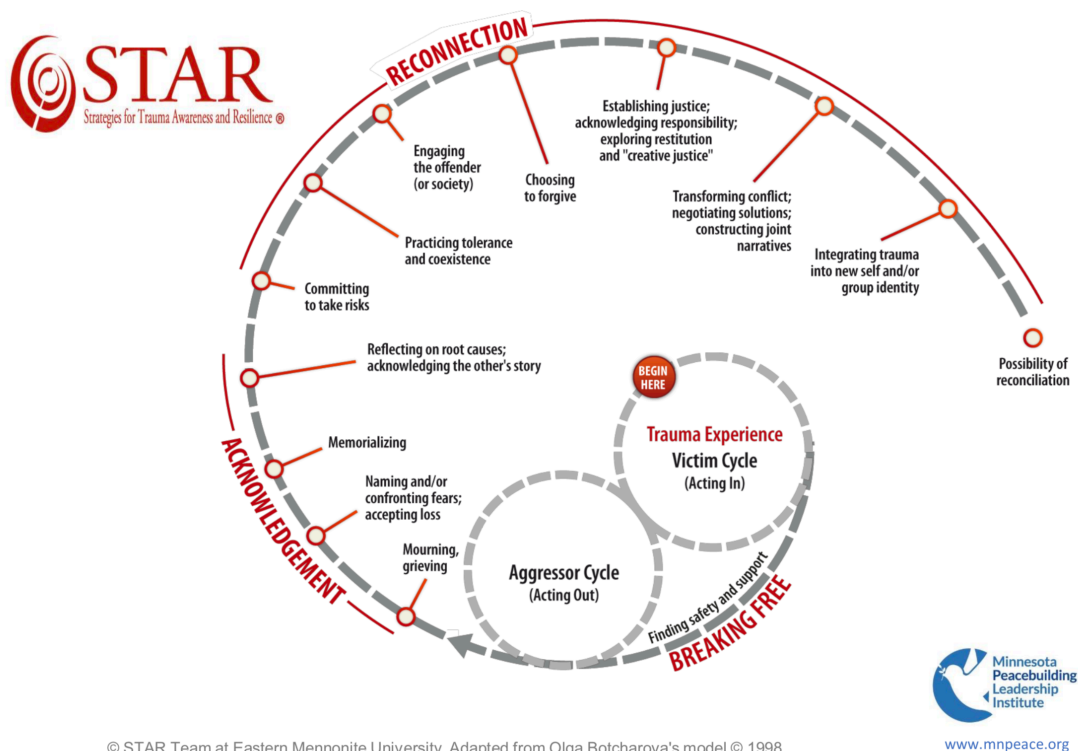 STAR
Strategies for Trauma Awareness and Resilience ®
RECONNECTION
Engaging
the offender
(or society)
Choosing
to forgive
Establishing justice;
acknowledging responsibility;
exploring restitution
and "creative justice"
Transforming conflict;
negotiating solutions;
constructing joint
narratives
Integrating trauma
into new self and/or
group identity
Possibility of
reconciliation
Practicing tolerance
and coexistence
Committing
to take risks
Reflecting on root causes;
acknowledging the other's story
ACKNOWLEDGEMENT
Memorializing
Naming and/or
confronting fears;
accepting loss
Mourning,
grieving
BEGIN
HERE
Trauma Experience
Victim Cycle
(Acting In)
Aggressor Cycle
(Acting Out)
Finding safety and support
BREAKING FREE
Minnesota
Peacebuilding
Leadership
Institute
www.mnpeace.org
© STAR Team at Eastern Mennonite University. Adapted from Olga Botcharova's model © 1998